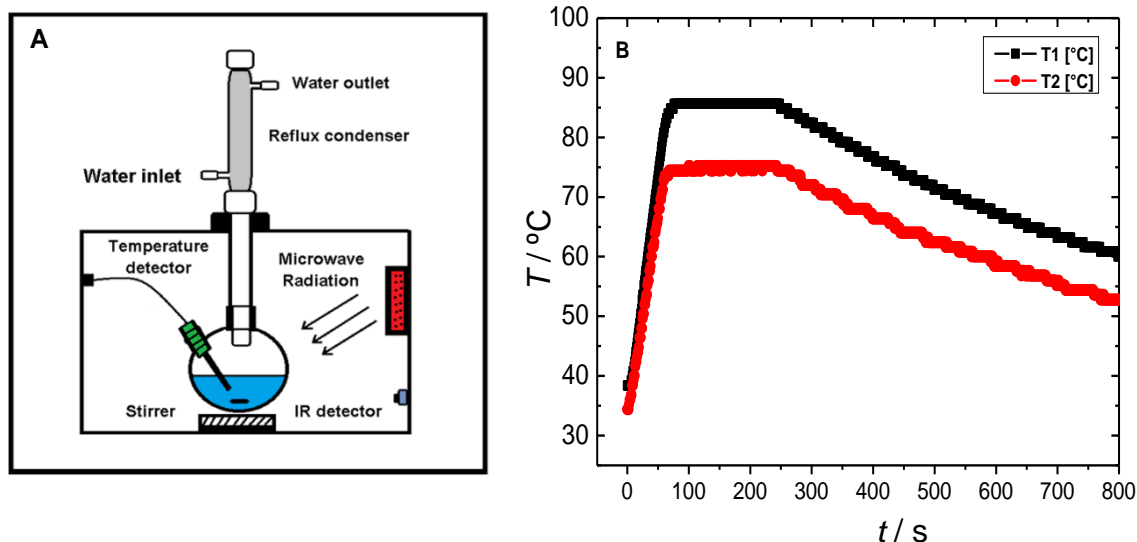 A
Water outlet
Reflux condenser
Water inlet
Temperature
detector
Microwave
Radiation
Stirrer
IR detector
B
T1 [°C]
T2 [°C]
100
90
80
70
60
50
40
30
T / ºC
0
100
200
300
400
500
600
700
800
t / s